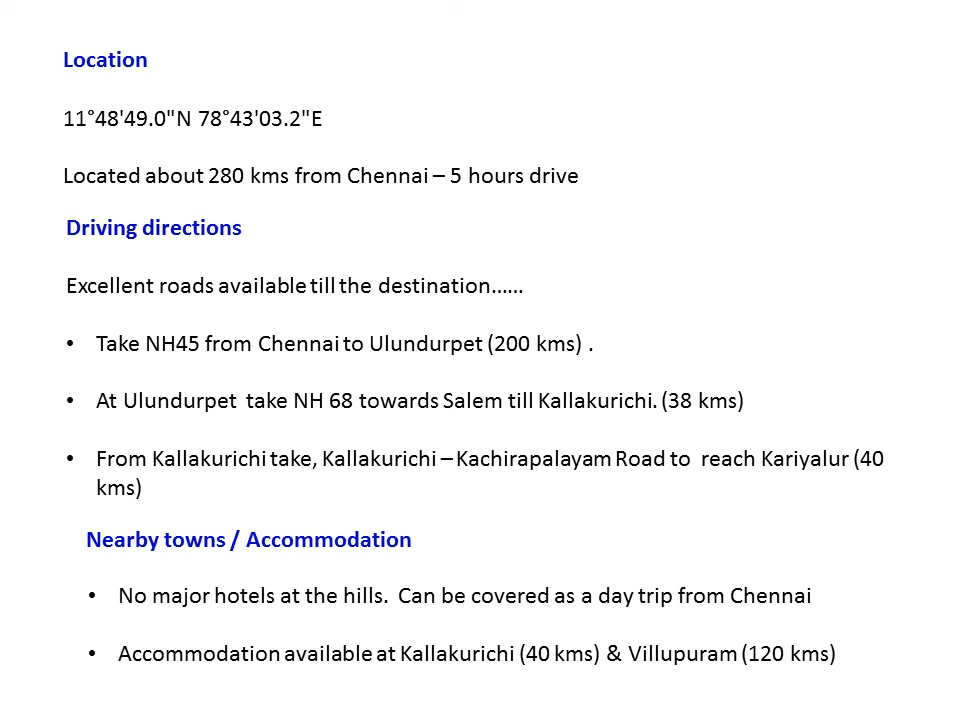 Location
11°48'49.0"N 78°43'03.2"E
Located about 280 kms from Chennai – 5 hours drive
Driving directions
Excellent roads available till the destination......
• Take NH45 from Chennai to Ulundurpet (200 kms) .
• At Ulundurpet  take NH 68 towards Salem till Kallakurichi. (38 kms)
• From Kallakurichi take, Kallakurichi – Kachirapalayam Road to  reach Kariyalur (40
kms)
Nearby towns / Accommodation
• No major hotels at the hills.  Can be covered as a day trip from Chennai
• Accommodation available at Kallakurichi (40 kms) & Villupuram (120 kms)